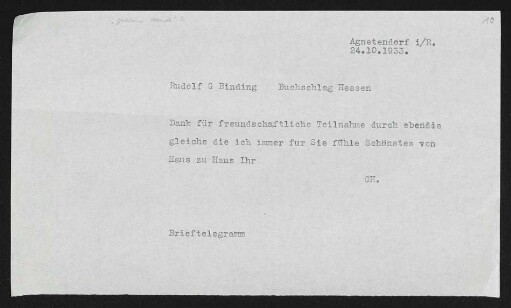 10
Agnetendorf i/R.
24.10.1933.
Rudolf G Binding Buchschlag Hessen
Dank für freundschaftliche Teilnahme durch ebendie
gleiche die ich immer fur Sie fühle Schönstes von
Haus zu Haus Ihr
GH.
Brieftelegramm